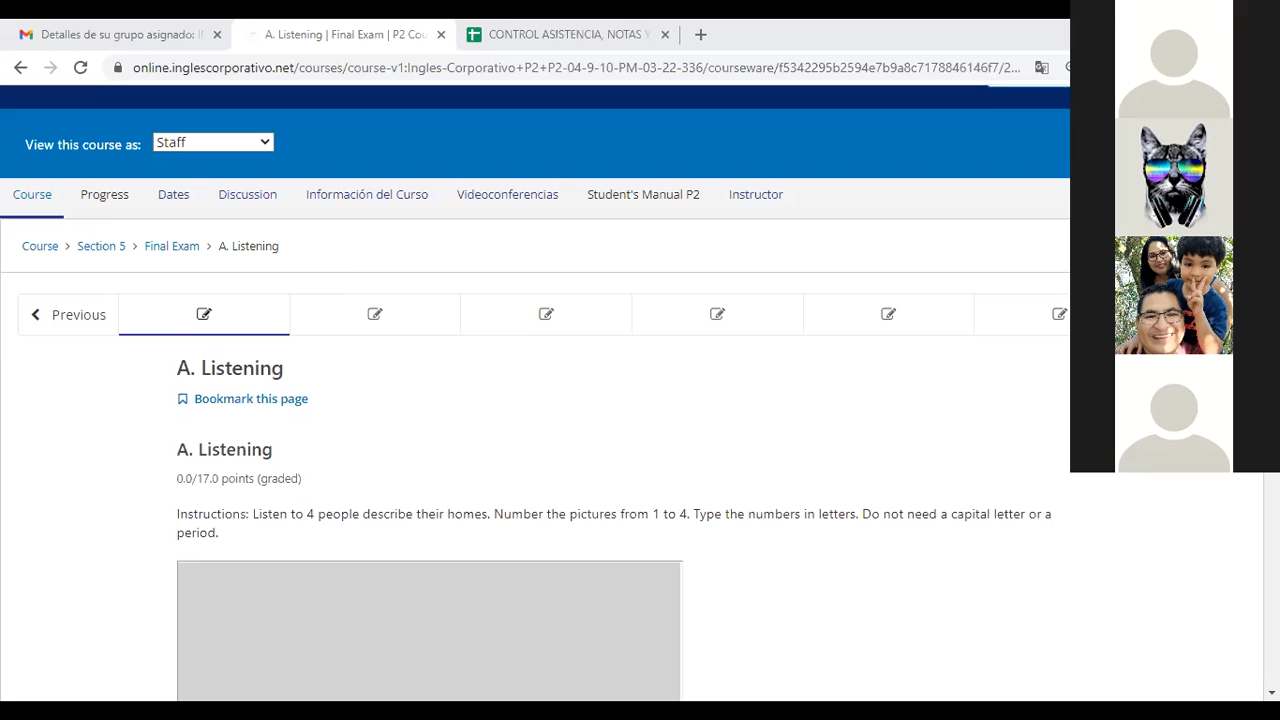 Detalles de su grupo asignado: I
A. Listening | Final Exam | P2 Cou
CONTROL ASISTENCIA, NOTAS Y
online.inglescorporativo.net/courses/course-v1:Ingles-Corporativo+P2+P2-04-9-10-PM-03-22-336/courseware/f5342295b2594e7b9a8c7178846146f7/2...
View this course as:
Staff
Course
Progress
Dates
Discussion
Información del Curso
Videoconferencias
Student's Manual P2
Instructor
Course > Section 5 > Final Exam > A. Listening
Previous
A. Listening
Bookmark this page
A. Listening
0.0/17.0 points (graded)
Instructions: Listen to 4 people describe their homes. Number the pictures from 1 to 4. Type the numbers in letters. Do not need a capital letter or a
period.